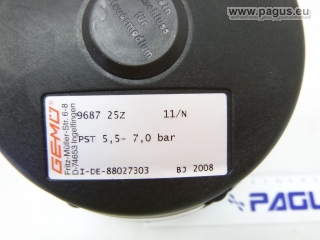 www.pagus.eu
GEMÜ
Fritz-Müller-Str. 6-8
D-74653 Ingelfingen
9687 25Z 11/N
PST 5,5- 7,0 bar
I-DE-88027303 BJ 2008
PAGU